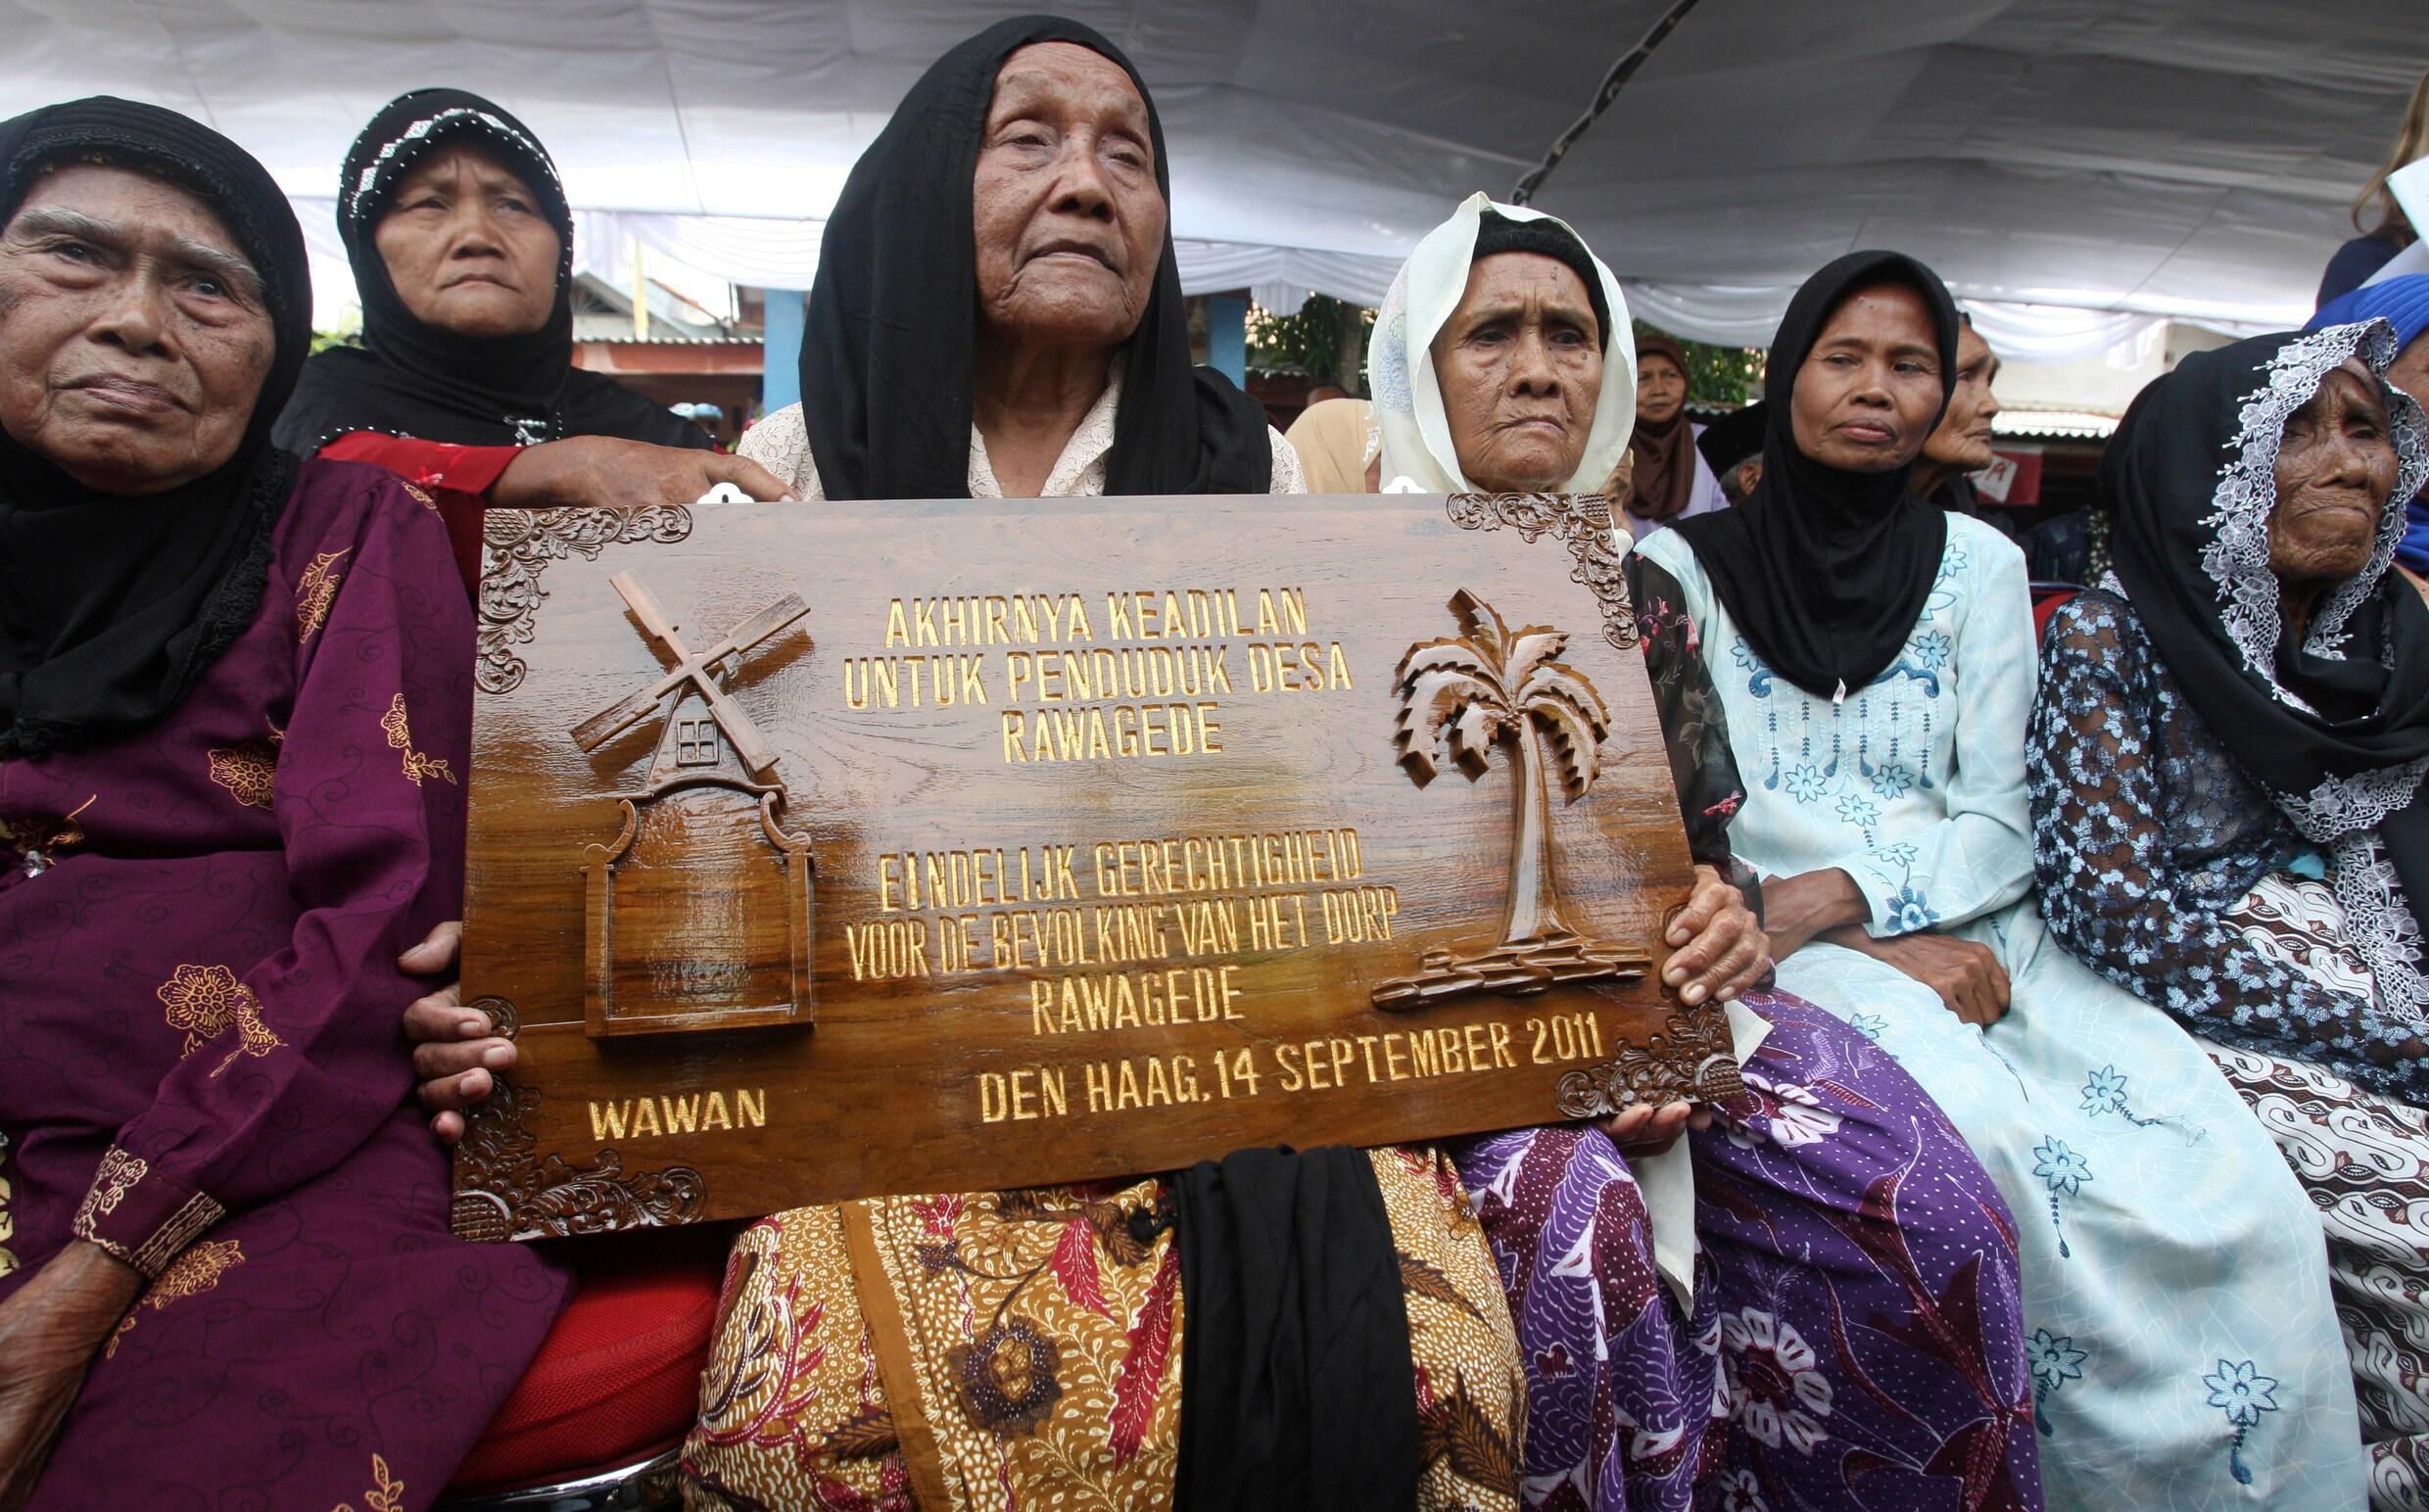 AKHIRNYA KEADILAN
UNTUK PENDUDUK DESA
RAWAGEDE
EINDELIJK GERECHTIGHEID
VOOR DE BEVOLKING VAN HET DORP
RAWAGEDE
DEN HAAG, 14 SEPTEMBER 2011
WAWAN